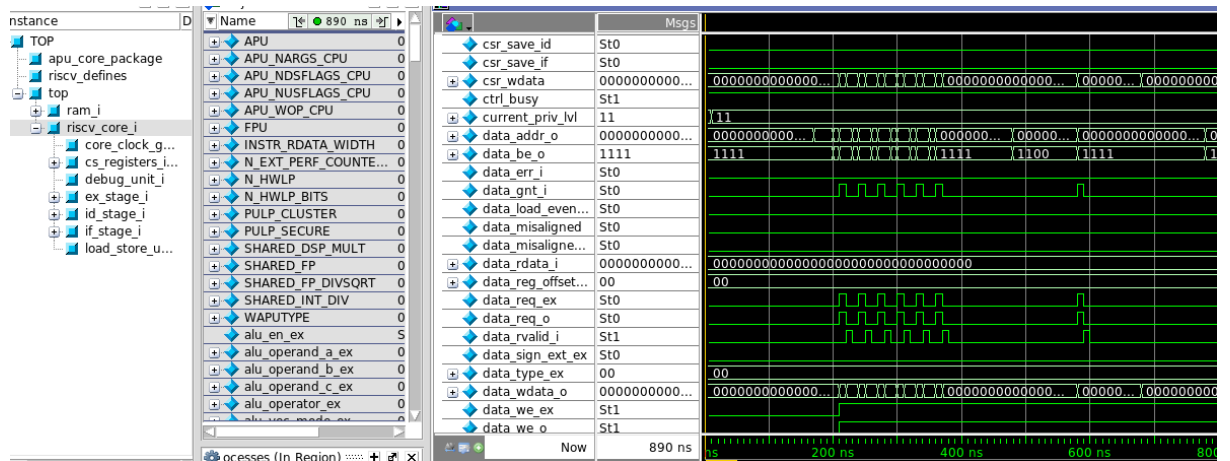 nstance
D
TOP
apu_core_package
riscv_defines
top
ram_i
riscv_core_i
core_clock_g...
cs_registers_i...
debug_unit_i
ex_stage_i
id_stage_i
if_stage_i
load_store_u...
Name 890 ns
APU 0
APU_NARGS_CPU 0
APU_NDSFLAGS_CPU 0
APU_NUSFLAGS_CPU 0
APU_WOP_CPU 0
FPU 0
INSTR_RDATA_WIDTH 0
N_EXT_PERF_COUNTE... 0
N_HWLP 0
N_HWLP_BITS 0
PULP_CLUSTER 0
PULP_SECURE 0
SHARED_DSP_MULT 0
SHARED_FP 0
SHARED_FP_DIVSQRT 0
SHARED_INT_DIV 0
WAPUTYPE 0
alu_en_ex S
alu_operand_a_ex 0
alu_operand_b_ex 0
alu_operand_c_ex 0
alu_operator_ex 0
ocesses (In Region)
Msgs
csr_save_id St0
csr_save_if St0
csr_wdata 0000000000... 0000000000000... 0000000000000... 00000... 000000000
ctrl_busy St1
current_priv_lvl 11 11
data_addr_o 0000000000... 0000000000... 000000... 00000... 0000000000000... 0
data_be_o 1111 1111 1111 1100 1111 1
data_err_i St0
data_gnt_i St0
data_load_even... St0
data_misaligned St0
data_misaligne... St0
data_rdata_i 0000000000... 00000000000000000000000000000000
data_reg_offset... 00 00
data_req_ex St0
data_req_o St0
data_rvalid_i St1
data_sign_ext_ex St0
data_type_ex 00 00
data_wdata_o 0000000000... 0000000000000... 0000000000000... 00000... 000000000
data_we_ex St1
data_we_o St1
Now 890 ns ns 200 ns 400 ns 600 ns 800